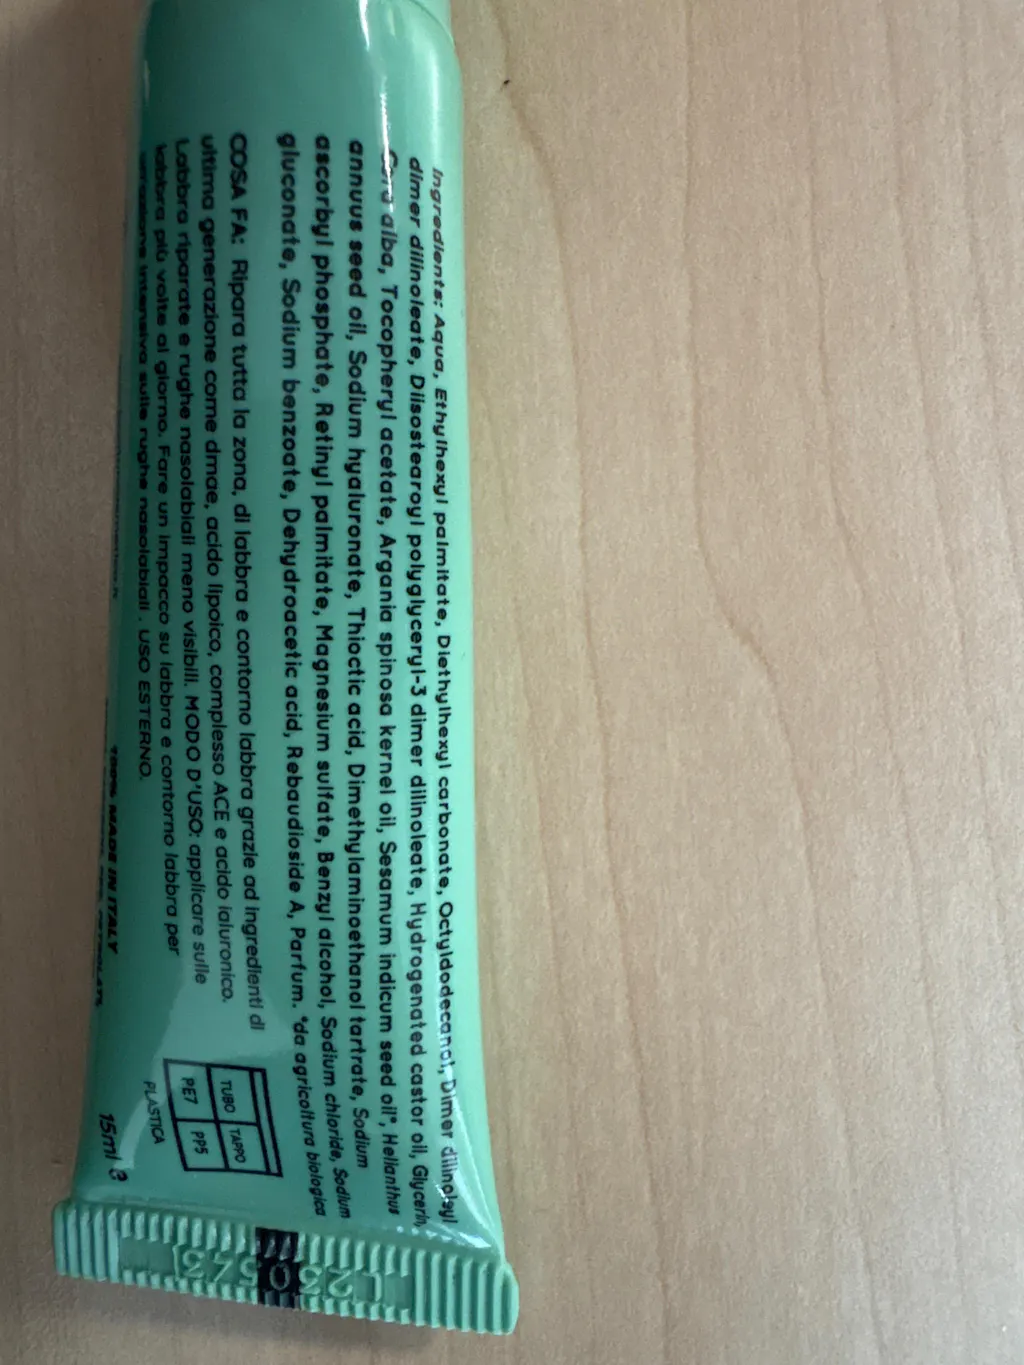 Ingredients: Aqua, Ethylhexyl palmitate, Diethylhexyl carbonate, Octyldodecanol, Dimer dilinoleyl
dimer dilinoleate, Diisostearoyl polyglyceryl-3 dimer dilinoleate, Hydrogenated castor oil, Glycerin,
Cera alba, Tocopheryl acetate, Argania spinosa kernel oil, Sesamum indicum seed oil*, Helianthus
annuus seed oil, Sodium hyaluronate, Thioctic acid, Dimethylaminoethanol tartrate, Sodium
ascorbyl phosphate, Retinyl palmitate, Magnesium sulfate, Benzyl alcohol, Sodium chloride, Sodium
gluconate, Sodium benzoate, Dehydroacetic acid, Rebaudioside A, Parfum. *da agricoltura biologica
COSA FA: Ripara tutta la zona, di labbra e contorno labbra grazie ad ingredienti di
ultima generazione come dmae, acido lipoico, complesso ACE e acido ialuronico.
Labbra riparate e rughe nasolabiali meno visibili. MODO D'USO: applicare sulle
labbra più volte al giorno. Fare un impacco su labbra e contorno labbra per
intensiva sulle rughe nasolabiali. USO ESTERNO.
100% MADE IN ITALY
TUBO TAPPO
PE7 PP5
PLASTICA
15ml e